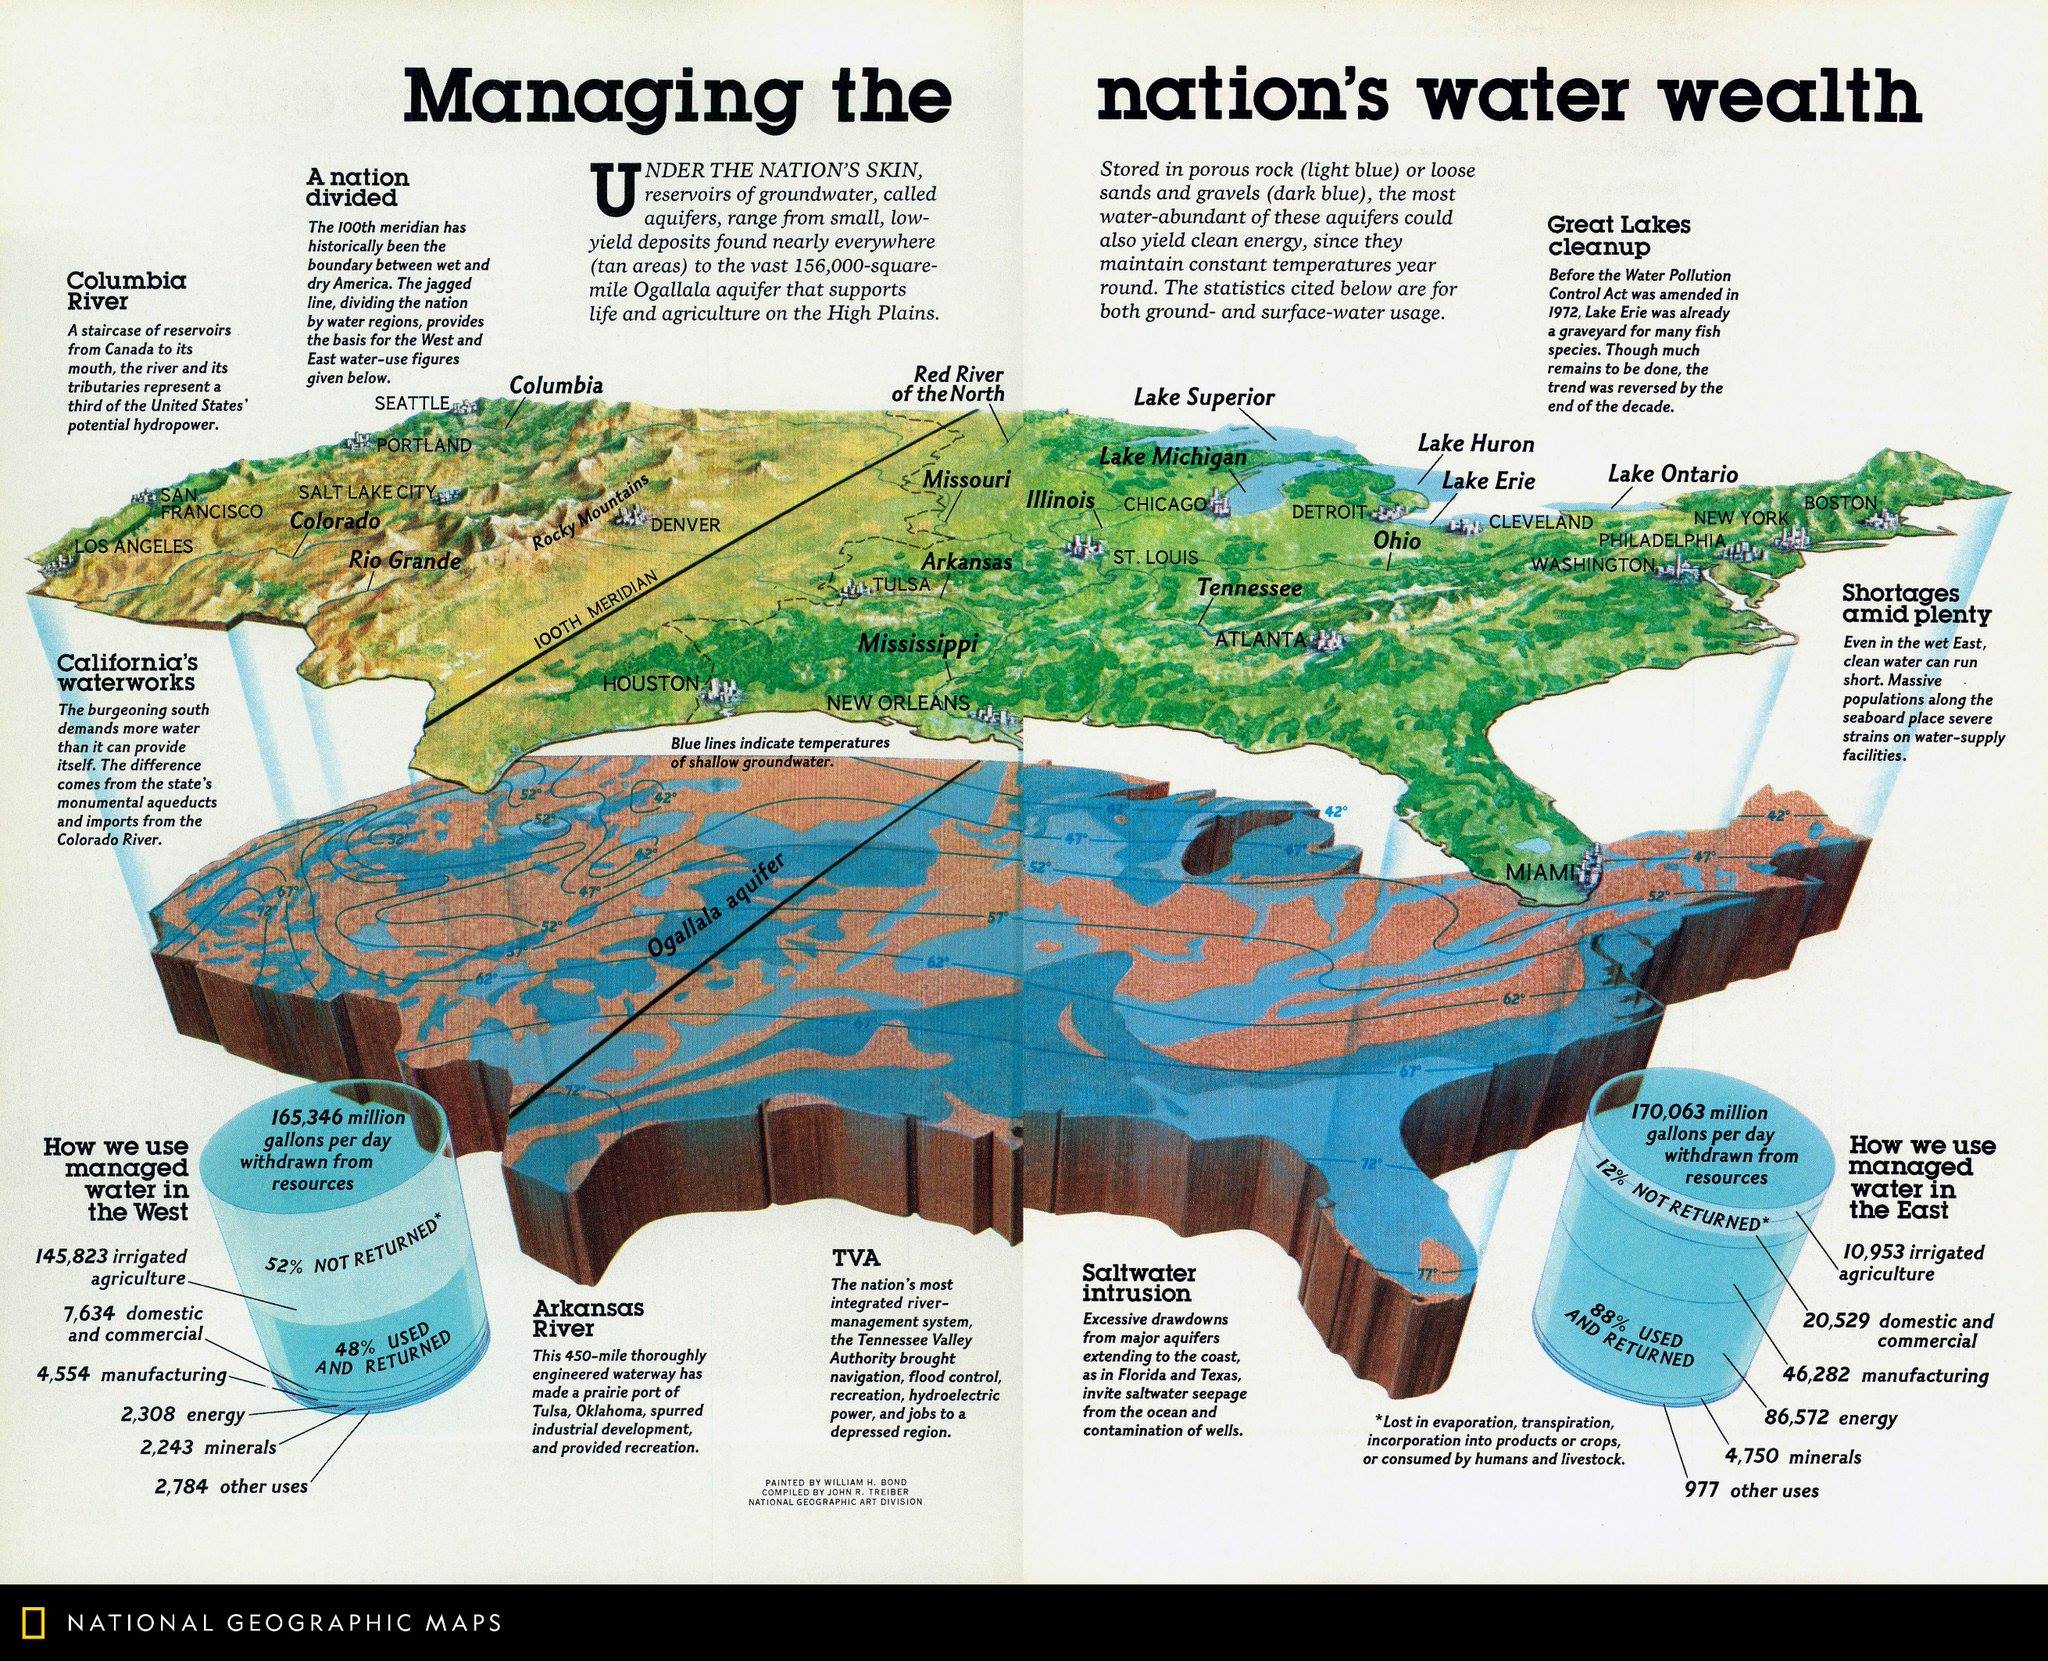 Managing the nation's water wealth
UNDER THE NATION'S SKIN,
reservoirs of groundwater, called
aquifers, range from small, low-
yield deposits found nearly everywhere
(tan areas) to the vast 156,000-square-
mile Ogallala aquifer that supports
life and agriculture on the High Plains.
Stored in porous rock (light blue) or loose
sands and gravels (dark blue), the most
water-abundant of these aquifers could
also yield clean energy, since they
maintain constant temperatures year
round. The statistics cited below are for
both ground- and surface-water usage.
A nation
divided
The 100th meridian has
historically been the
boundary between wet and
dry America. The jagged
line, dividing the nation
by water regions, provides
the basis for the West and
East water-use figures
given below.
Columbia
River
A staircase of reservoirs
from Canada to its
mouth, the river and its
tributaries represent a
third of the United States'
potential hydropower.
Great Lakes
cleanup
Before the Water Pollution
Control Act was amended in
1972, Lake Erie was already
a graveyard for many fish
species. Though much
remains to be done, the
trend was reversed by the
end of the decade.
SEATTLE
Columbia
Red River
of the North
Lake Superior
PORTLAND
Lake Huron
Lake Michigan
Lake Erie
Lake Ontario
Missouri
SAN
FRANCISCO
SALT LAKE CITY
Colorado
Rocky Mountains
DENVER
Illinois
CHICAGO
DETROIT
CLEVELAND
NEW YORK
BOSTON
PHILADELPHIA
WASHINGTON
LOS ANGELES
Rio Grande
100TH MERIDIAN
Arkansas
TULSA
ST. LOUIS
Ohio
Tennessee
ATLANTA
Mississippi
HOUSTON
NEW ORLEANS
MIAMI
Shortages
amid plenty
Even in the wet East,
clean water can run
short. Massive
populations along the
seaboard place severe
strains on water-supply
facilities.
California's
waterworks
The burgeoning south
demands more water
than it can provide
itself. The difference
comes from the state's
monumental aqueducts
and imports from the
Colorado River.
Blue lines indicate temperatures
of shallow groundwater.
52°
42°
52°
52°
42°
47°
67°
72°
52°
57°
62°
Ogallala aquifer
42°
47°
47°
42°
52°
57°
62°
67°
72°
42°
47°
52°
62°
67°
72°
77°
How we use
managed
water in
the West
165,346 million
gallons per day
withdrawn from
resources
52% NOT RETURNED*
48% USED
AND RETURNED
145,823 irrigated
agriculture
7,634 domestic
and commercial
4,554 manufacturing
2,308 energy
2,243 minerals
2,784 other uses
Arkansas
River
This 450-mile thoroughly
engineered waterway has
made a prairie port of
Tulsa, Oklahoma, spurred
industrial development,
and provided recreation.
TVA
The nation's most
integrated river-
management system,
the Tennessee Valley
Authority brought
navigation, flood control,
recreation, hydroelectric
power, and jobs to a
depressed region.
Saltwater
intrusion
Excessive drawdowns
from major aquifers
extending to the coast,
as in Florida and Texas,
invite saltwater seepage
from the ocean and
contamination of wells.
How we use
managed
water in
the East
170,063 million
gallons per day
withdrawn from
resources
12% NOT RETURNED*
88% USED
AND RETURNED
10,953 irrigated
agriculture
20,529 domestic and
commercial
46,282 manufacturing
86,572 energy
4,750 minerals
977 other uses
*Lost in evaporation, transpiration,
incorporation into products or crops,
or consumed by humans and livestock.
PAINTED BY WILLIAM H. BOND
COMPILED BY JOHN R. TREIBER
NATIONAL GEOGRAPHIC ART DIVISION
NATIONAL GEOGRAPHIC MAPS